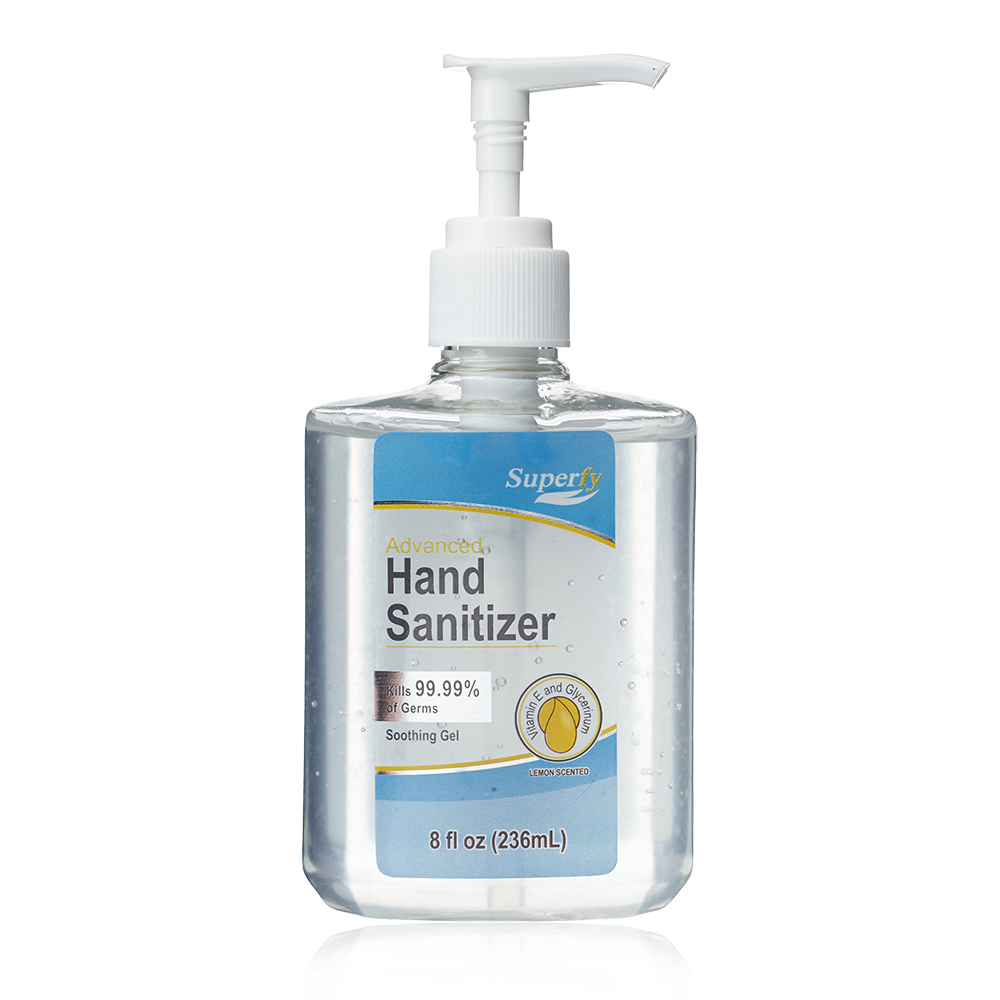 Superfy
Advanced
Hand
Sanitizer
Kills 99.99%
of Germs
Soothing Gel
Vitamin E and Glycerinum
LEMON SCENTED
8 fl oz (236mL)